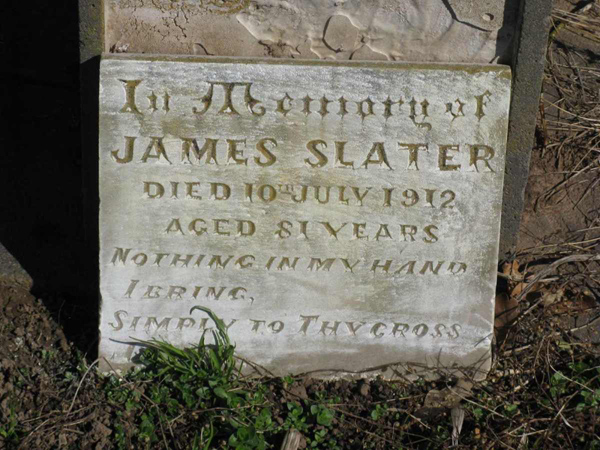 In Memory of
JAMES SLATER
DIED 10TH JULY 1912
AGED 81 YEARS
NOTHING IN MY HAND
I BRING,
SIMPLY TO THY CROSS